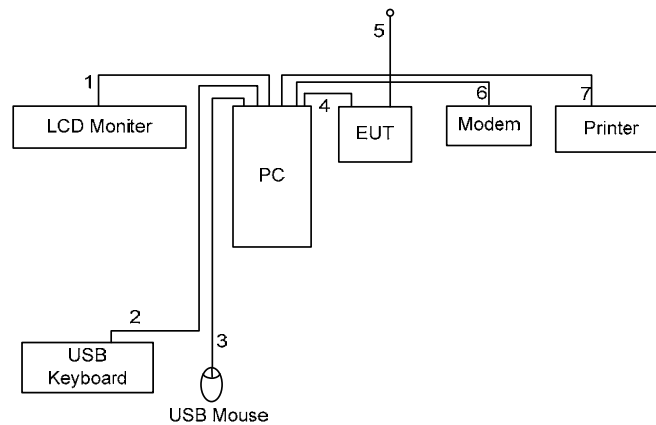 5
1
6
7
4
LCD Moniter
EUT
Modem
Printer
PC
2
3
USB
Keyboard
USB Mouse